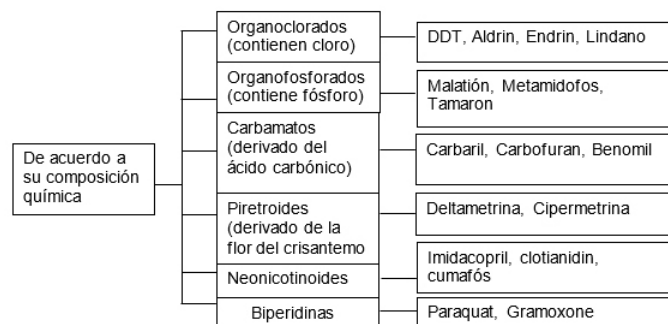 De acuerdo a
su composición
química
Organoclorados
(contienen cloro)
DDT, Aldrin, Endrin, Lindano
Organofosforados
(contiene fósforo)
Malatión, Metamidofos,
Tamaron
Carbamatos
(derivado del
ácido carbónico)
Carbaril, Carbofuran, Benomil
Piretroides
(derivado de la
flor del crisantemo
Deltametrina, Cipermetrina
Neonicotinoides
Imidacopril, clotianidin,
cumafós
Biperidinas
Paraquat, Gramoxone